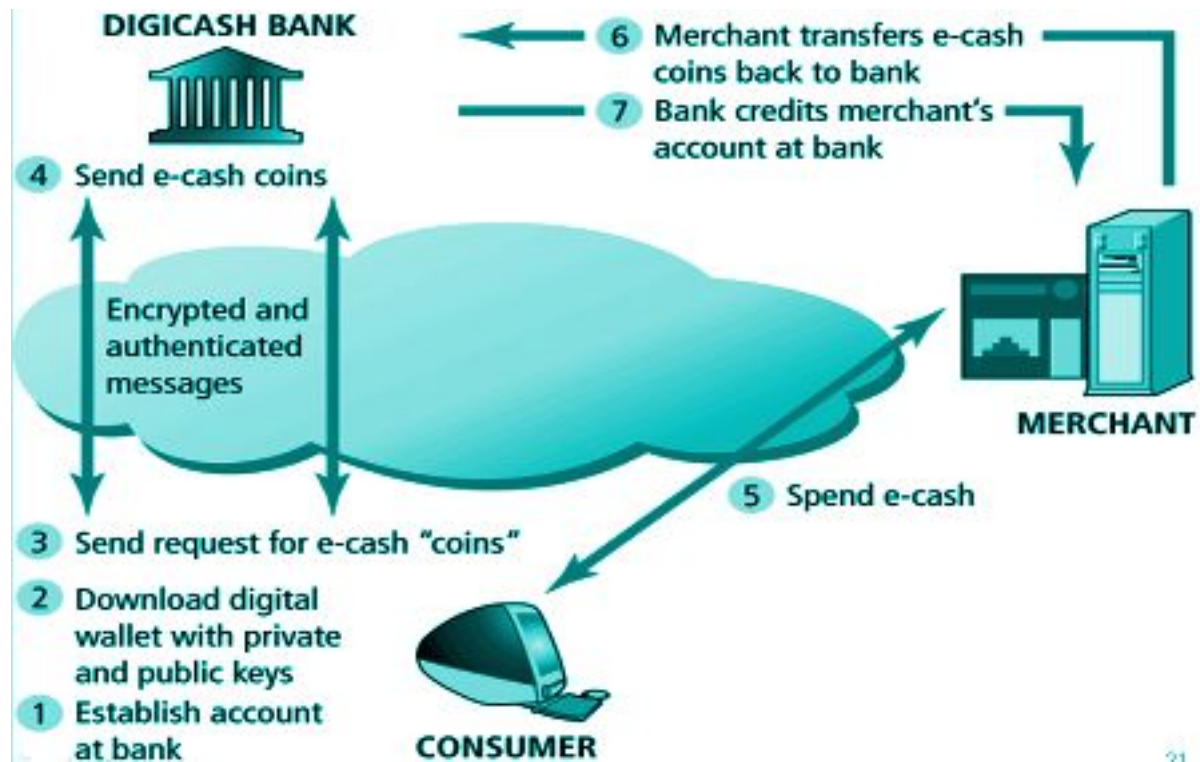 DIGICASH BANK
6 Merchant transfers e-cash
coins back to bank
7 Bank credits merchant's
account at bank
4 Send e-cash coins
Encrypted and
authenticated
messages
MERCHANT
5 Spend e-cash
3 Send request for e-cash "coins"
2 Download digital
wallet with private
and public keys
1 Establish account
at bank
CONSUMER
21